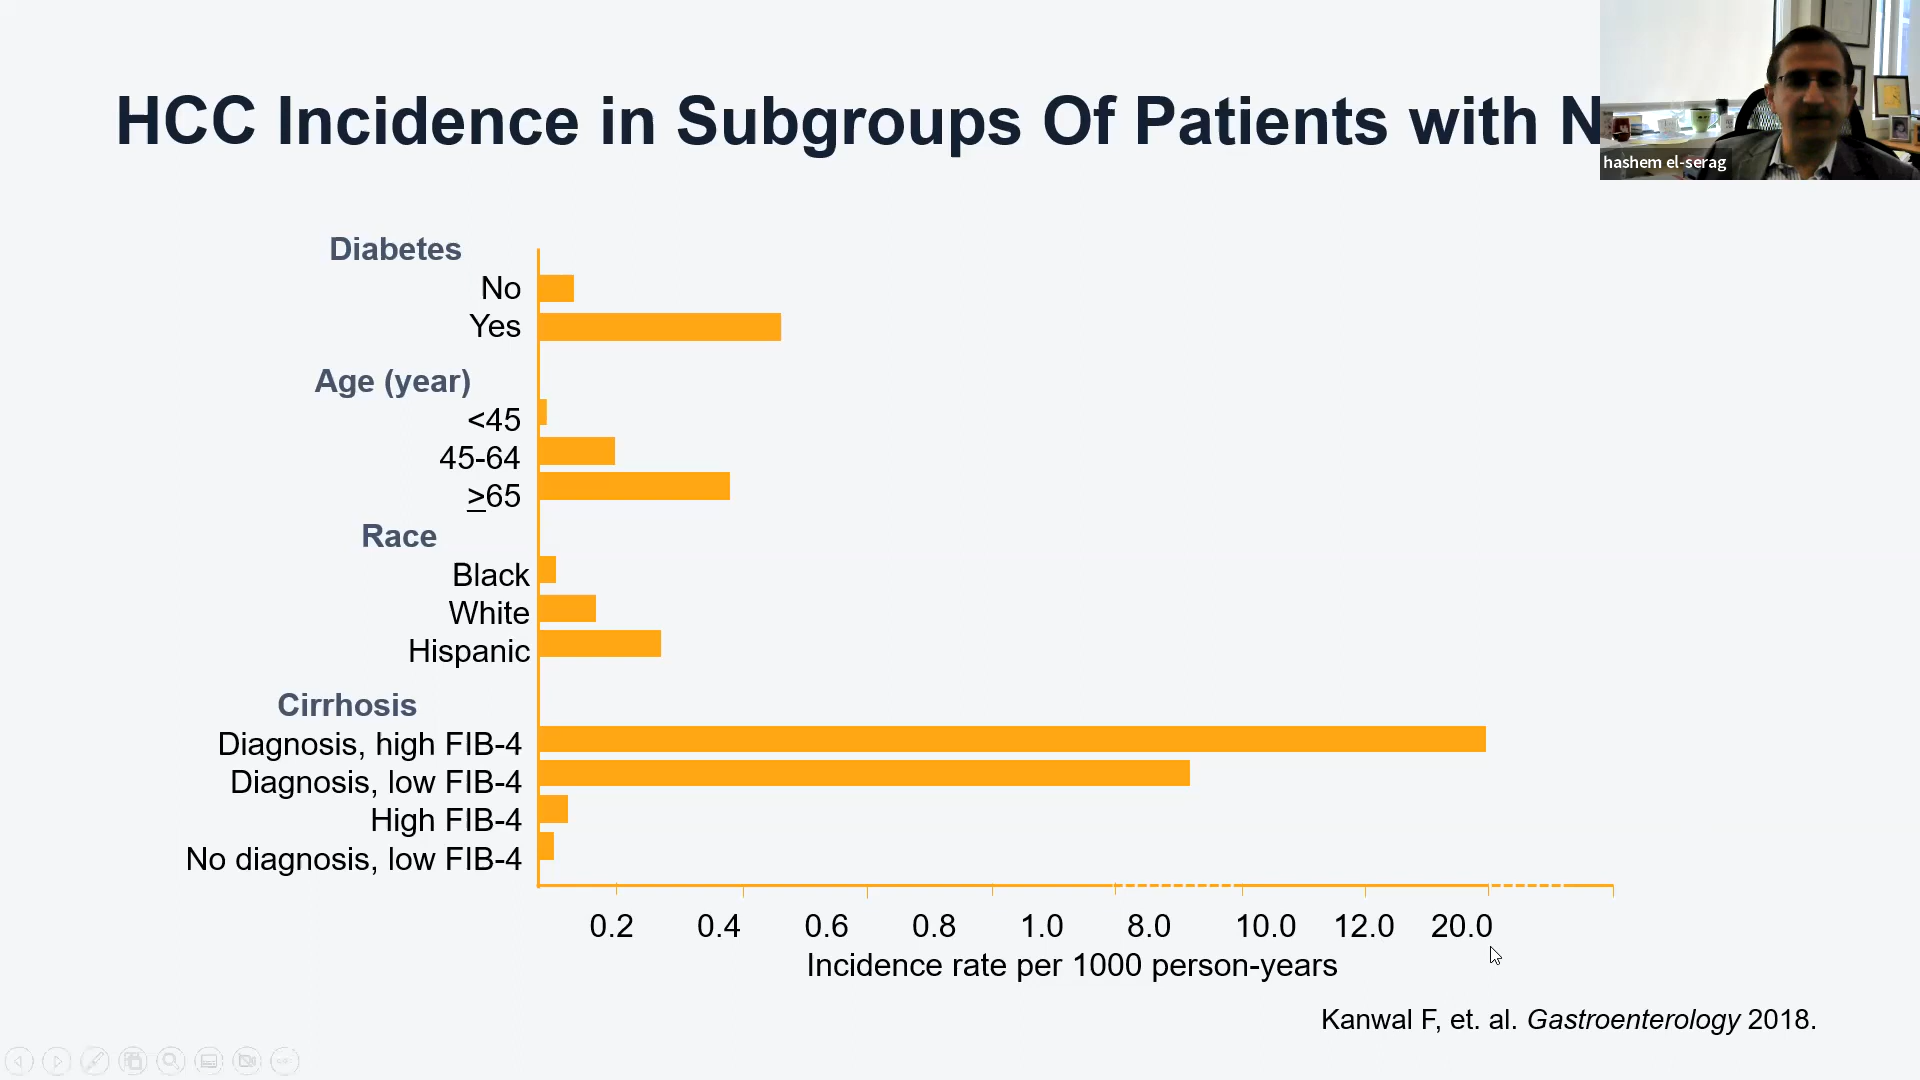 HCC Incidence in Subgroups Of Patients with N
hashem el-serag
Diabetes
No
Yes
Age (year)
<45
45-64
≥65
Race
Black
White
Hispanic
Cirrhosis
Diagnosis, high FIB-4
Diagnosis, low FIB-4
High FIB-4
No diagnosis, low FIB-4
0.2 0.4 0.6 0.8 1.0 8.0 10.0 12.0 20.0
Incidence rate per 1000 person-years
Kanwal F, et. al. Gastroenterology 2018.